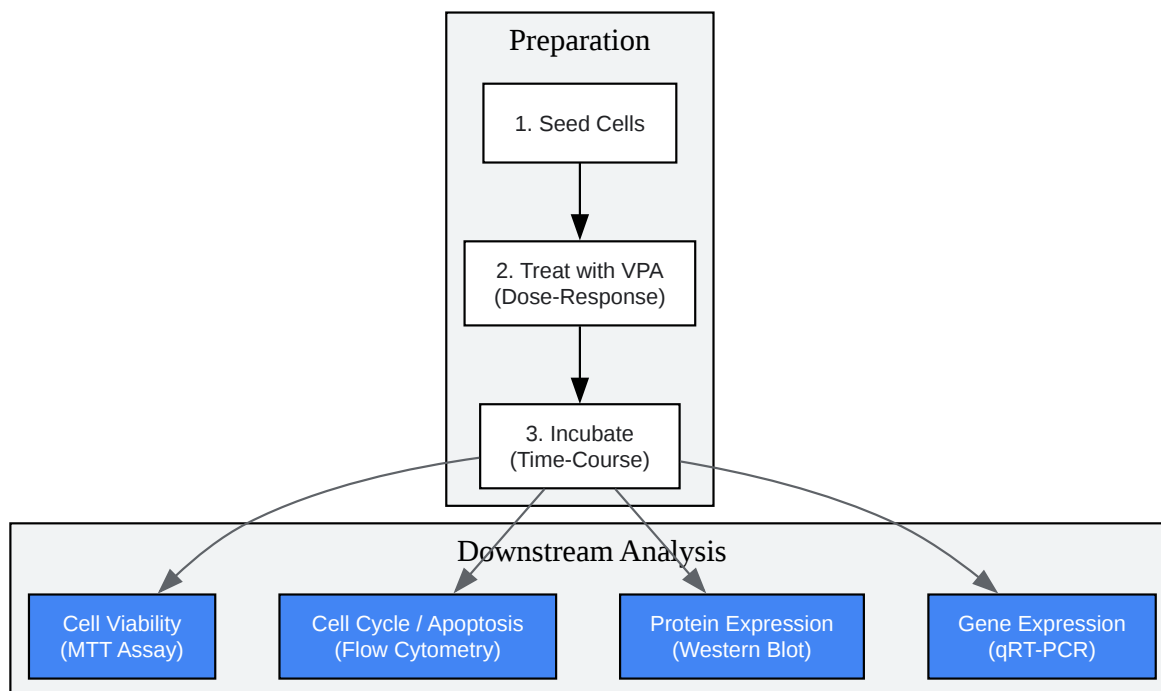 Preparation
1. Seed Cells
2. Treat with VPA
(Dose-Response)
3. Incubate
(Time-Course)
Downstream Analysis
Cell Viability
(MTT Assay)
Cell Cycle / Apoptosis
(Flow Cytometry)
Protein Expression
(Western Blot)
Gene Expression
(qRT-PCR)